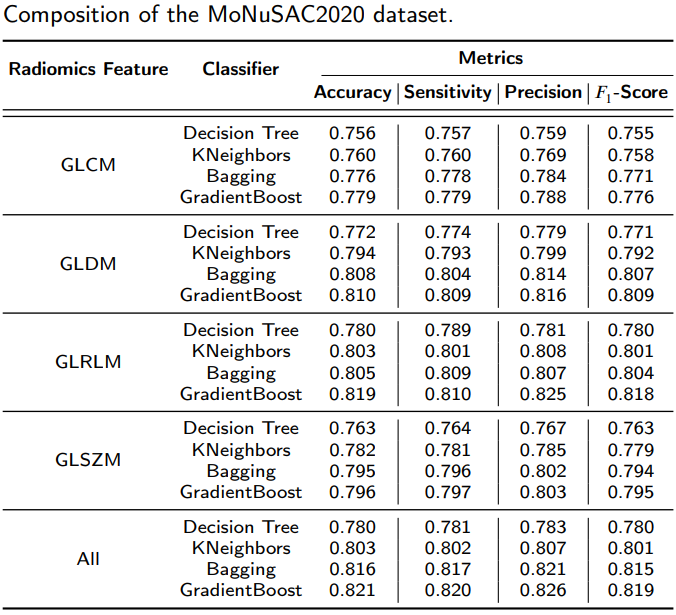 Composition of the MoNuSAC2020 dataset.
Radiomics Feature Classifier Metrics
Accuracy Sensitivity Precision F1-Score
GLCM
Decision Tree 0.756 0.757 0.759 0.755
KNeighbors 0.760 0.760 0.769 0.758
Bagging 0.776 0.778 0.784 0.771
GradientBoost 0.779 0.779 0.788 0.776
GLDM
Decision Tree 0.772 0.774 0.779 0.771
KNeighbors 0.794 0.793 0.799 0.792
Bagging 0.808 0.804 0.814 0.807
GradientBoost 0.810 0.809 0.816 0.809
GLRLM
Decision Tree 0.780 0.789 0.781 0.780
KNeighbors 0.803 0.801 0.808 0.801
Bagging 0.805 0.809 0.807 0.804
GradientBoost 0.819 0.810 0.825 0.818
GLSZM
Decision Tree 0.763 0.764 0.767 0.763
KNeighbors 0.782 0.781 0.785 0.779
Bagging 0.795 0.796 0.802 0.794
GradientBoost 0.796 0.797 0.803 0.795
All
Decision Tree 0.780 0.781 0.783 0.780
KNeighbors 0.803 0.802 0.807 0.801
Bagging 0.816 0.817 0.821 0.815
GradientBoost 0.821 0.820 0.826 0.819